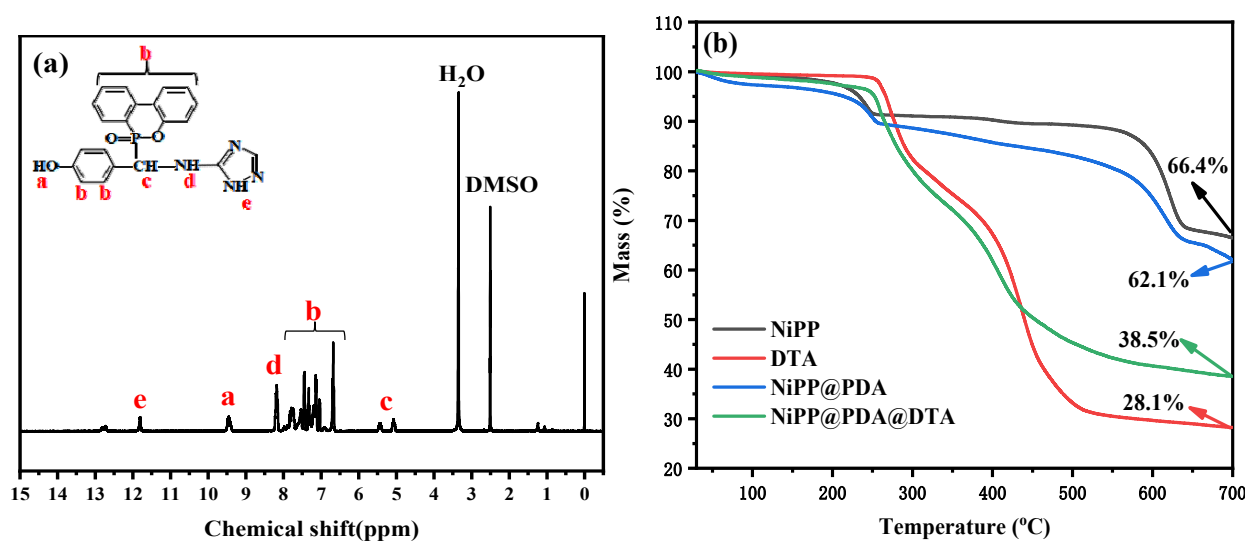 (a)
b
H₂O
O=P
O
HO
CH
NH
N
N
NH
a
b
b
c
d
e
DMSO
b
d
e
a
c
15 14 13 12 11 10 9 8 7 6 5 4 3 2 1 0
Chemical shift(ppm)
(b)
110
100
90
80
70
60
50
40
30
20
Mass (%)
66.4%
62.1%
38.5%
28.1%
NiPP
DTA
NiPP@PDA
NiPP@PDA@DTA
100 200 300 400 500 600 700
Temperature (ºC)